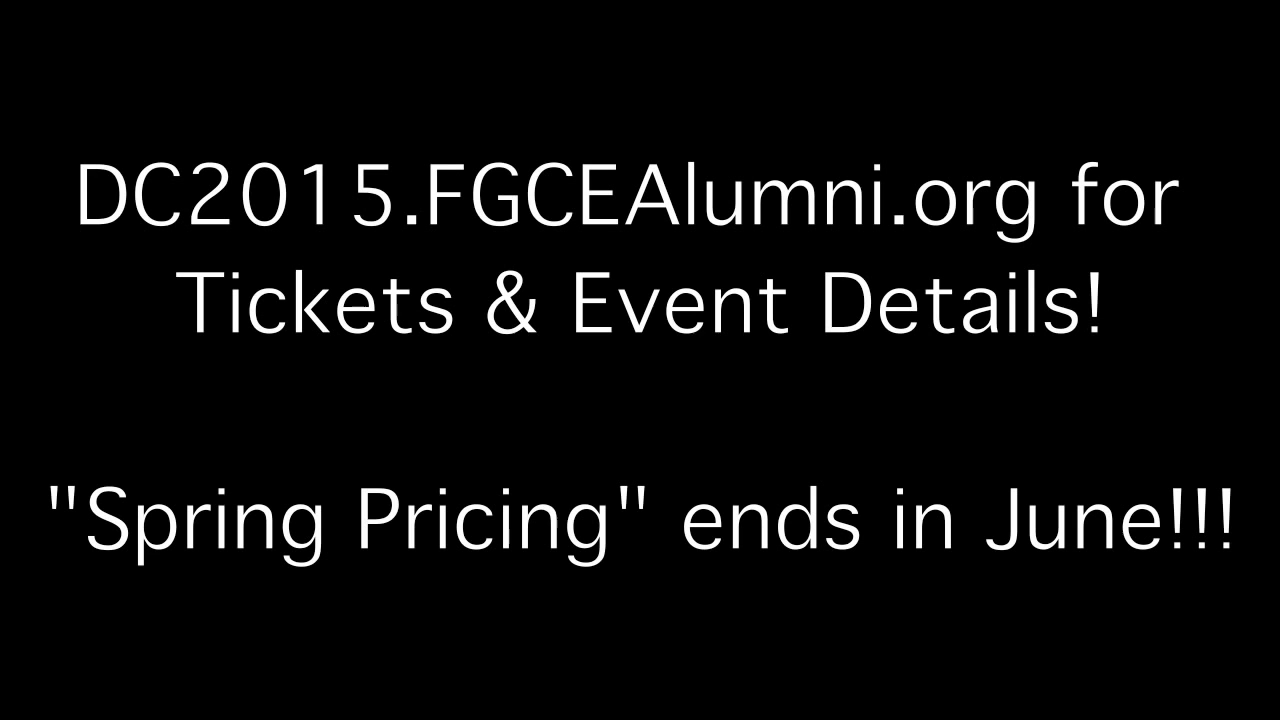 DC2015.FGCEAlumni.org for
Tickets & Event Details!
"Spring Pricing" ends in June!!!